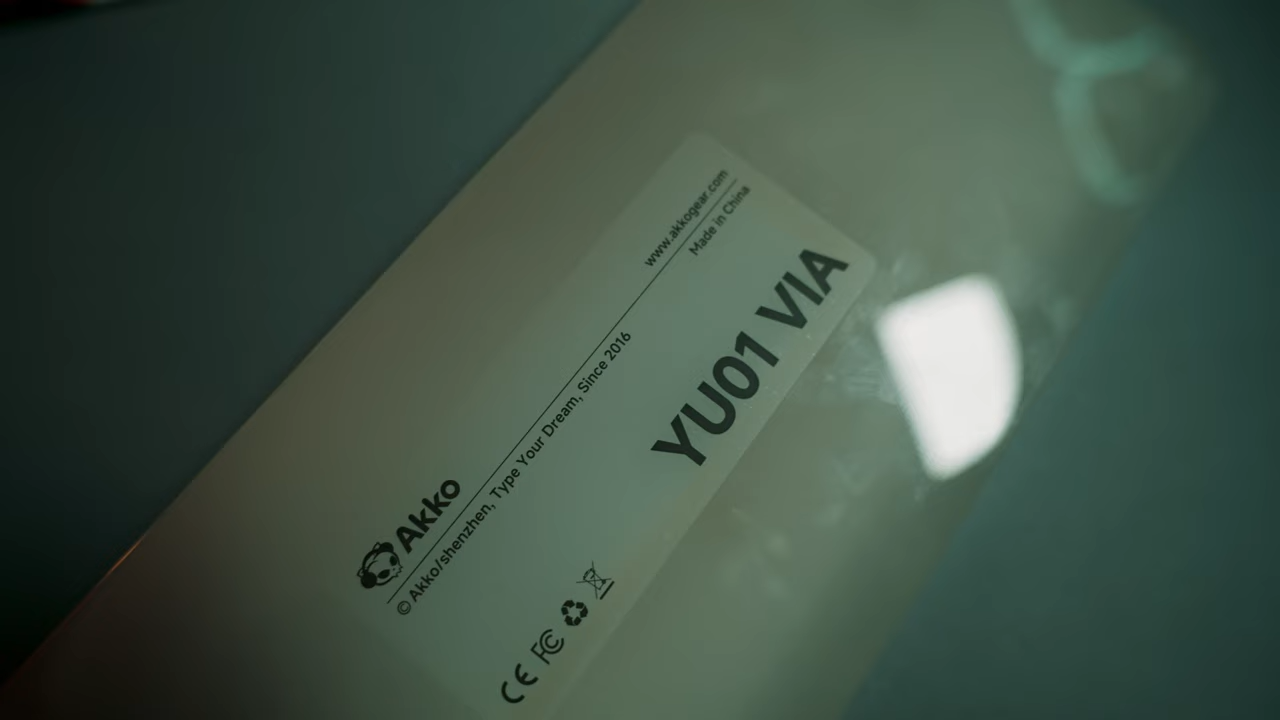 Akko
www.akkogear.com
© Akko/shenzhen, Type Your Dream, Since 2016
Made in China
YU01 VIA
CE FC